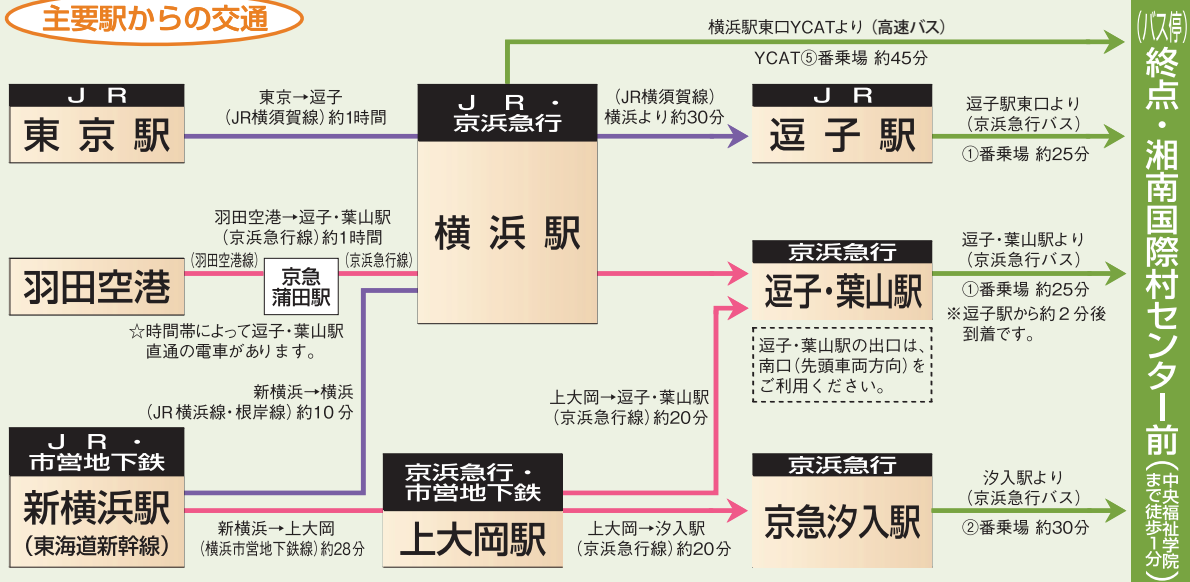 主要駅からの交通
横浜駅東口YCATより(高速バス)
YCAT⑤番乗場 約45分
JR
東京駅
東京→逗子
(JR横須賀線)約1時間
JR・
京浜急行
横浜駅
(JR横須賀線)
横浜より約30分
JR
逗子駅
逗子駅東口より
(京浜急行バス)
①番乗場 約25分
羽田空港
羽田空港→逗子・葉山駅
(京浜急行線)約1時間
(羽田空港線)
京急
蒲田駅
(京浜急行線)
☆時間帯によって逗子・葉山駅
直通の電車があります。
京浜急行
逗子・葉山駅
逗子・葉山駅より
(京浜急行バス)
①番乗場 約25分
※逗子駅から約2分後
到着です。
逗子・葉山駅の出口は、
南口(先頭車両方向)を
ご利用ください。
新横浜→横浜
(JR横浜線・根岸線)約10分
上大岡→逗子・葉山駅
(京浜急行線)約20分
JR・
市営地下鉄
新横浜駅
(東海道新幹線)
新横浜→上大岡
(横浜市営地下鉄線)約28分
京浜急行・
市営地下鉄
上大岡駅
上大岡→汐入駅
(京浜急行線)約20分
京浜急行
京急汐入駅
汐入駅より
(京浜急行バス)
②番乗場 約30分
(バス停)
終点・湘南国際村センター前
(中央福祉学院
まで徒歩1分)